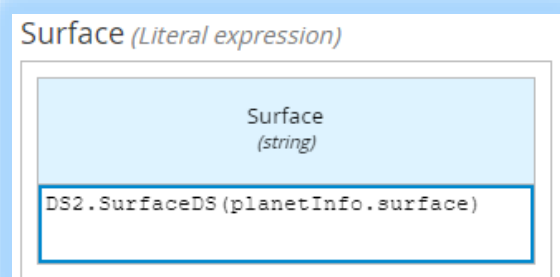 Surface (Literal expression)
Surface
(string)
DS2.SurfaceDS(planetInfo.surface)